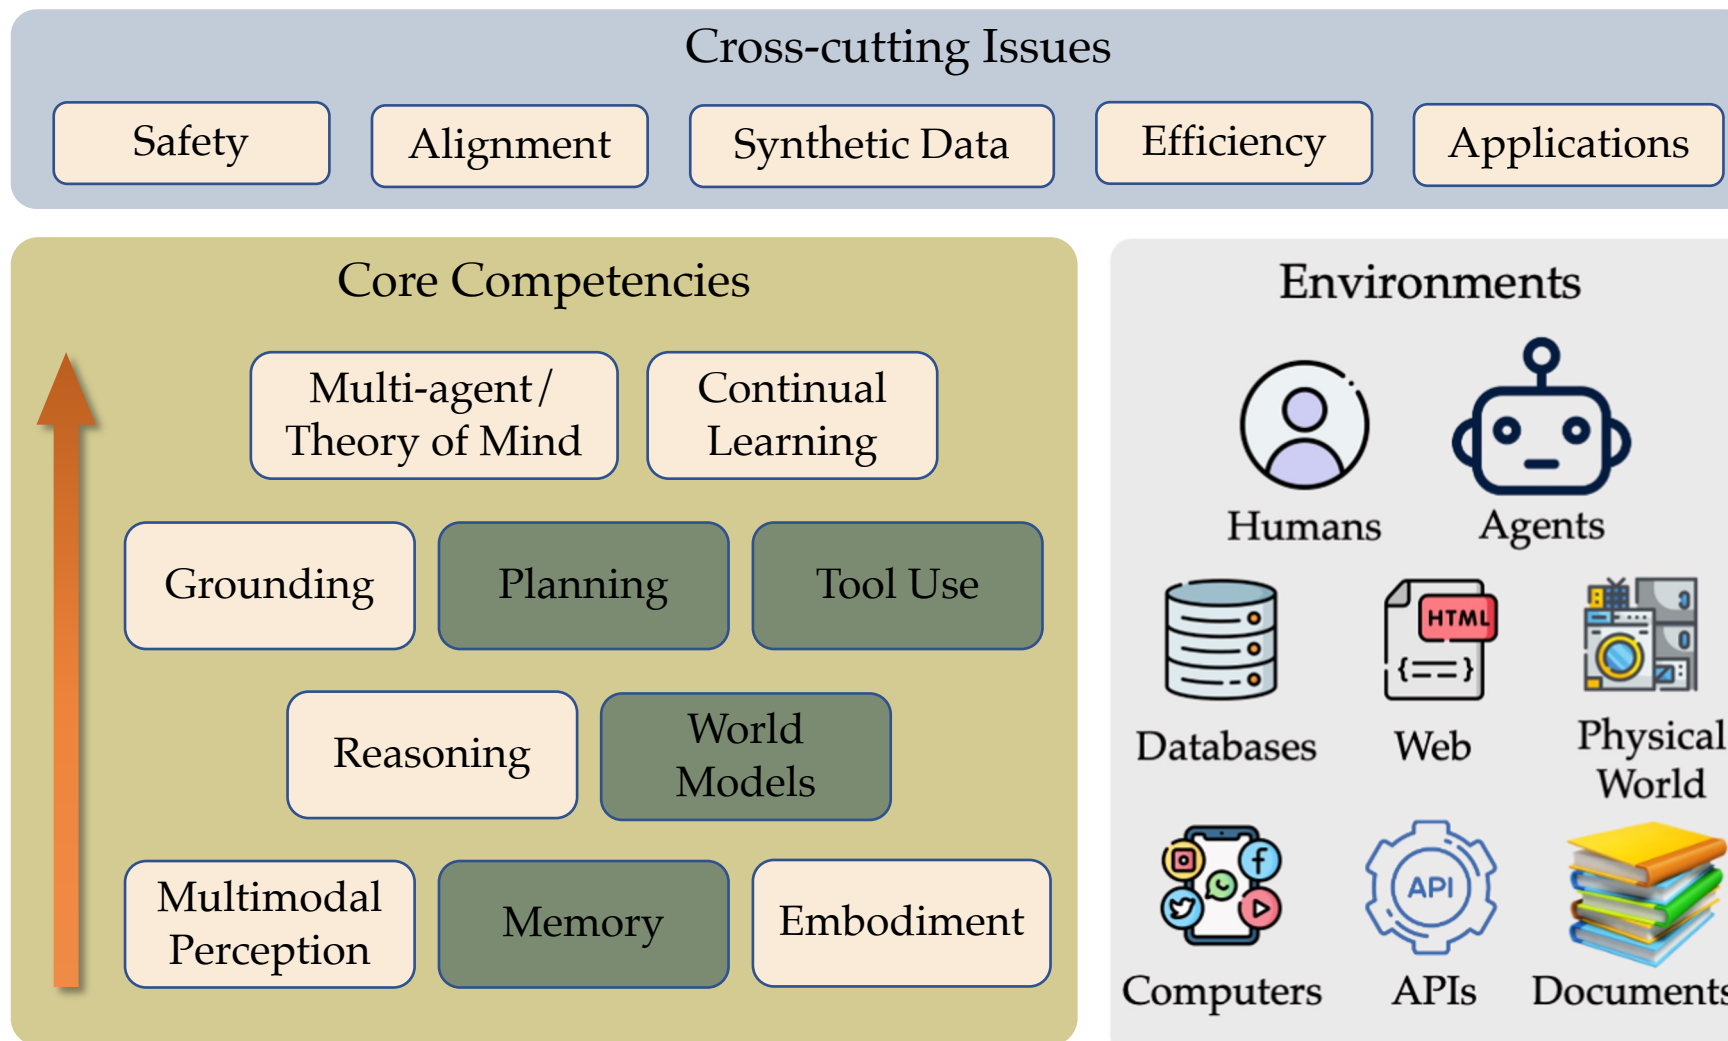 Cross-cutting Issues
Safety
Alignment
Synthetic Data
Efficiency
Applications
Core Competencies
Multi-agent/
Theory of Mind
Continual
Learning
Grounding
Planning
Tool Use
Reasoning
World
Models
Multimodal
Perception
Memory
Embodiment
Environments
Humans
Agents
HTML
{==}
Databases
Web
Physical
World
API
Computers
APIs
Documents